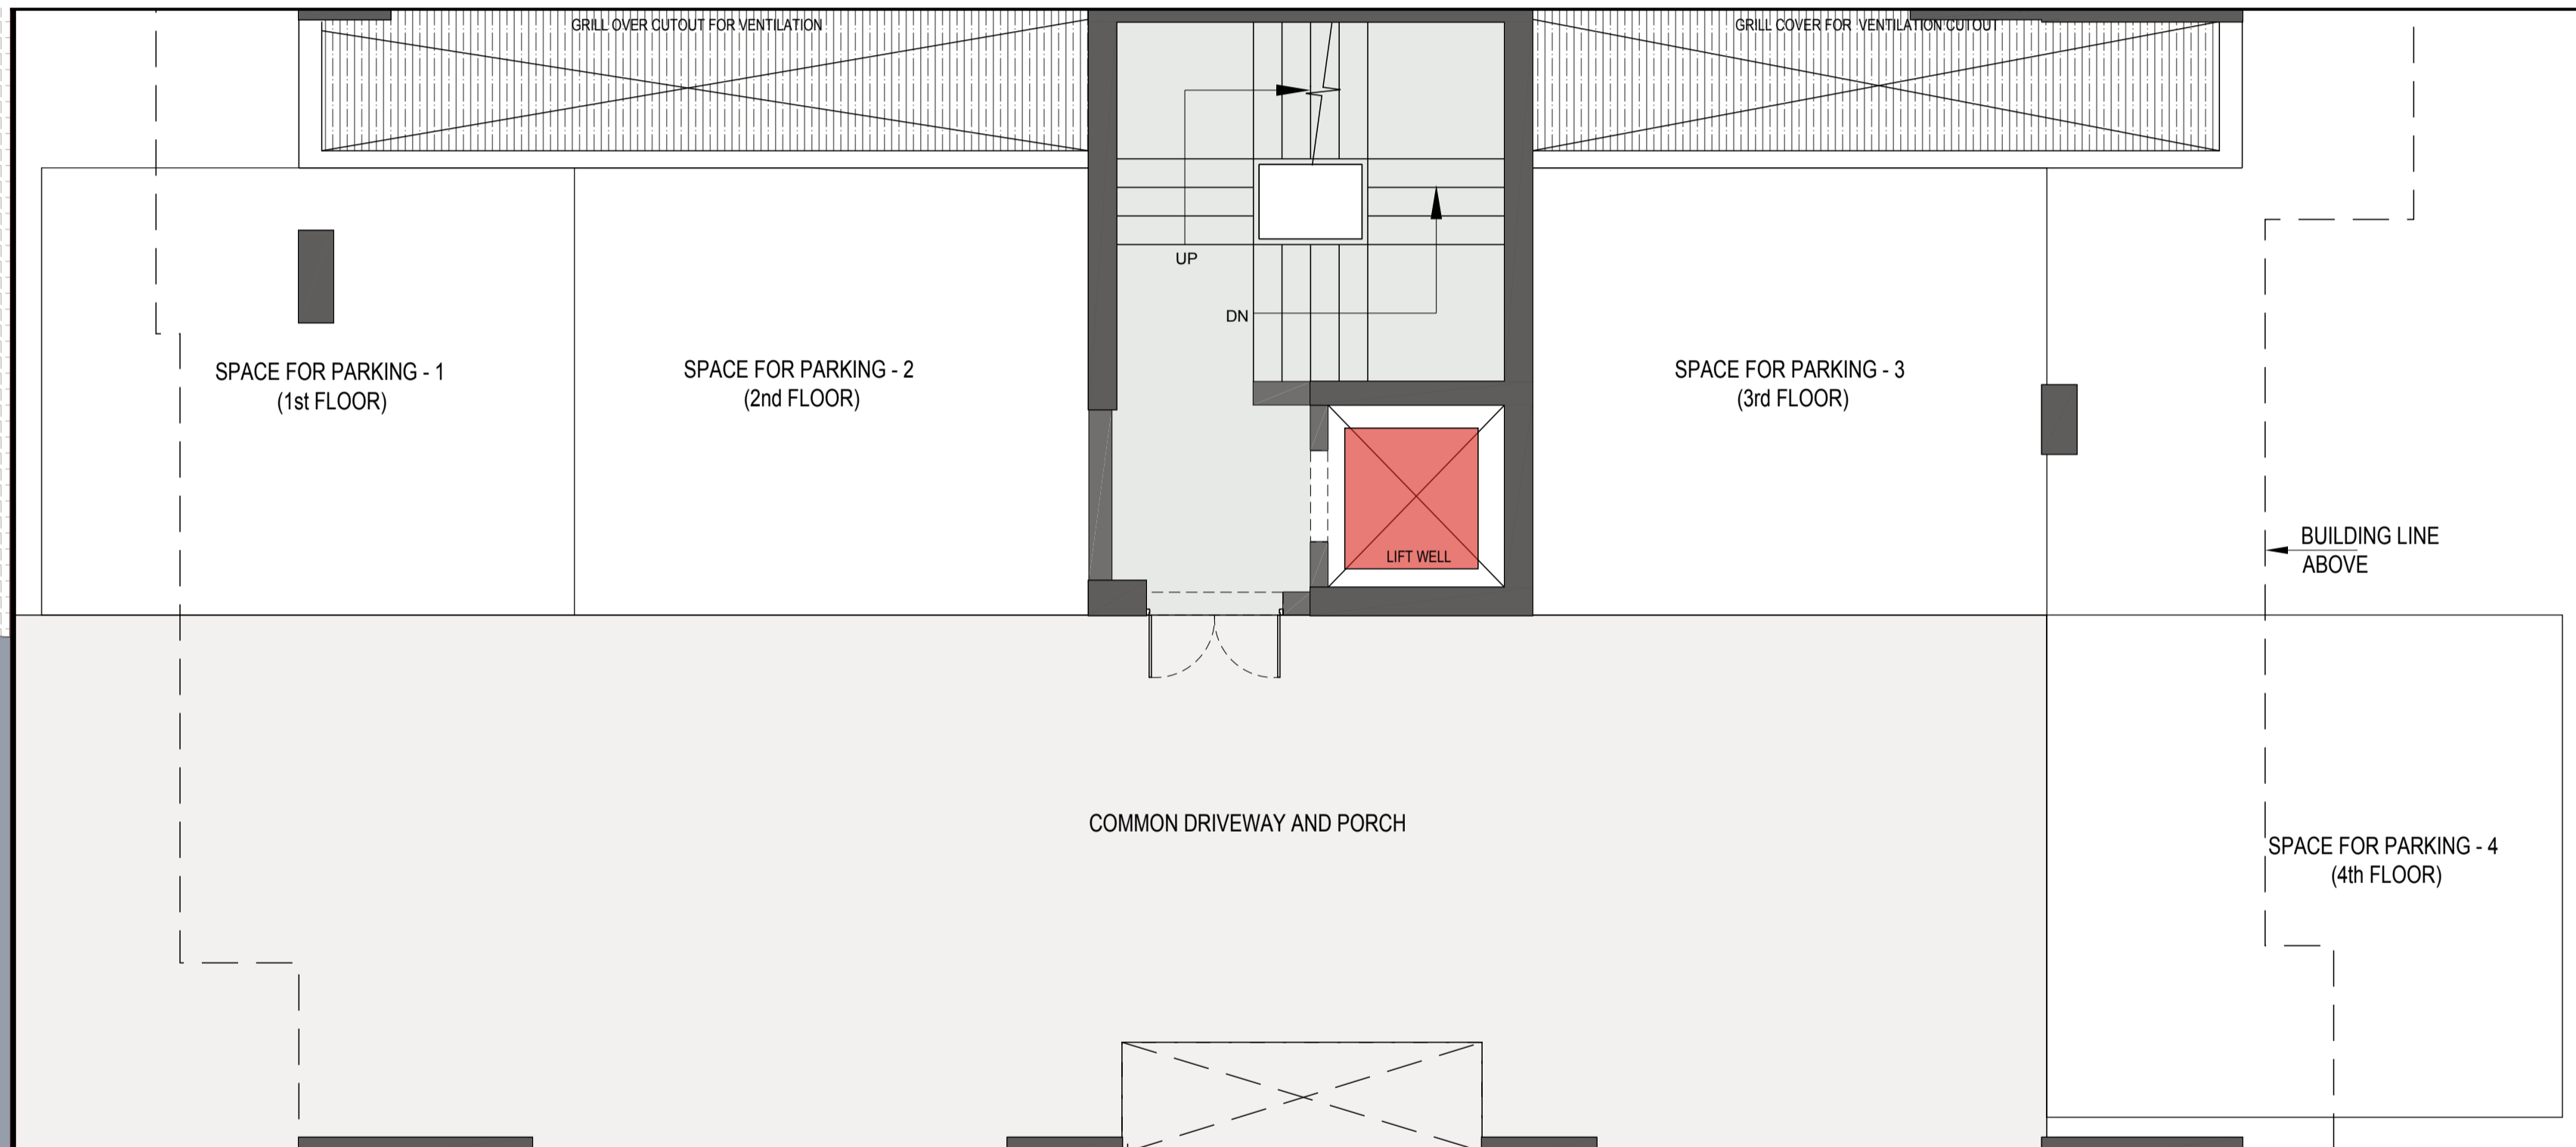 GRILL OVER CUTOUT FOR VENTILATION
GRILL COVER FOR VENTILATION CUTOUT
UP
DN
SPACE FOR PARKING - 1
(1st FLOOR)
SPACE FOR PARKING - 2
(2nd FLOOR)
SPACE FOR PARKING - 3
(3rd FLOOR)
LIFT WELL
BUILDING LINE
ABOVE
COMMON DRIVEWAY AND PORCH
SPACE FOR PARKING - 4
(4th FLOOR)